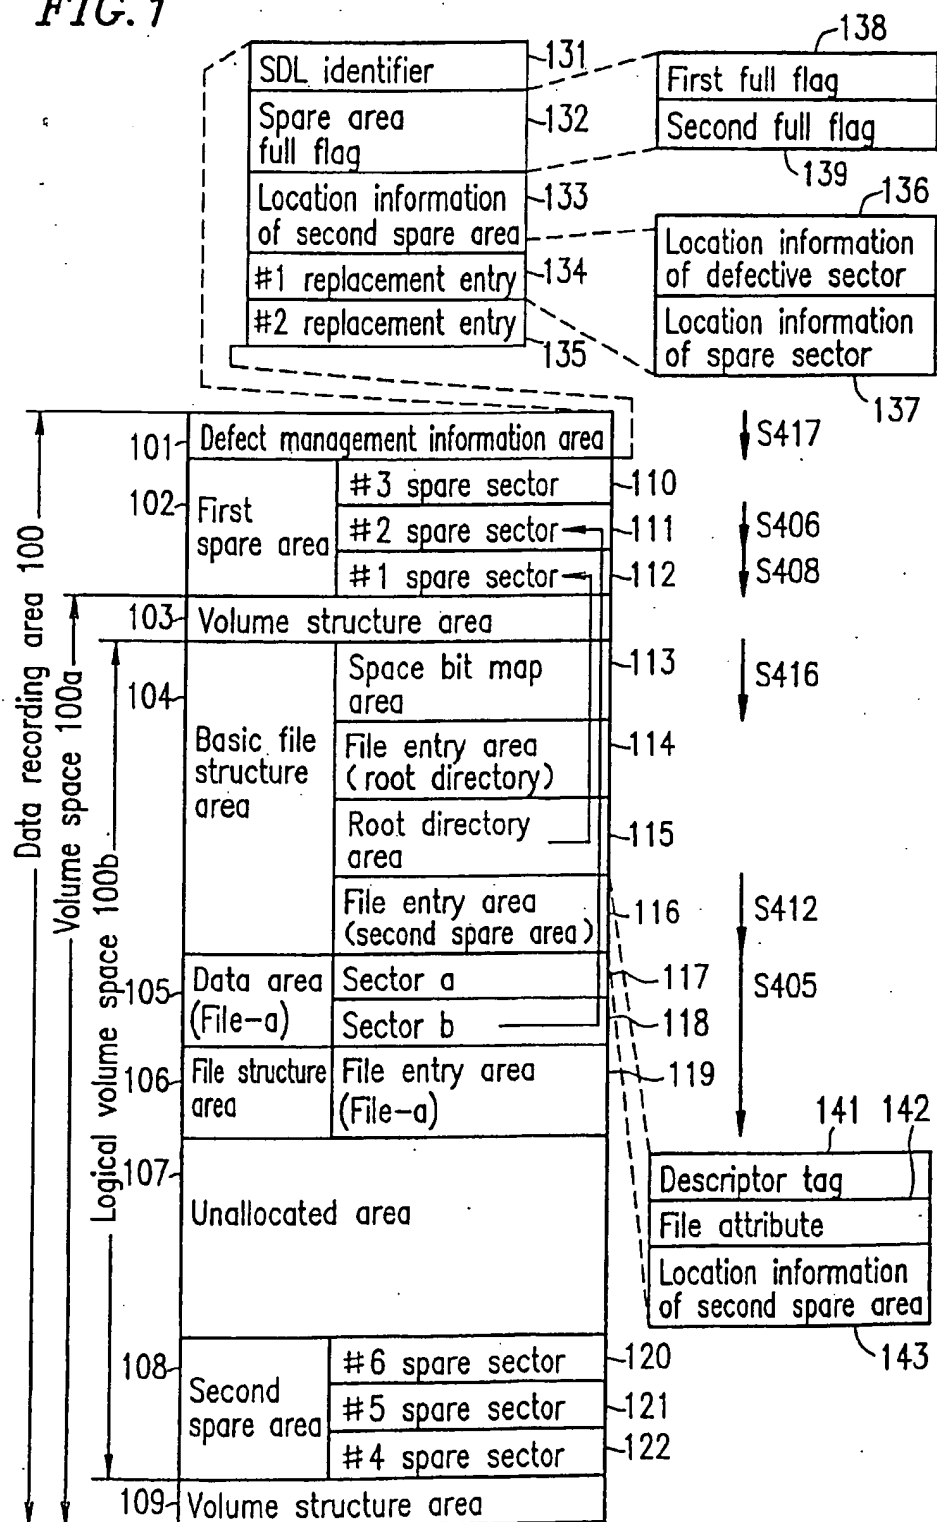 FIG. 1
SDL identifier
131
Spare area
full flag
132
Location information
of second spare area
133
#1 replacement entry
134
#2 replacement entry
135
138
First full flag
Second full flag
139
136
Location information
of defective sector
Location information
of spare sector
137
Data recording area 100
Volume space 100a
Logical volume space 100b
101
Defect management information area
S417
102
First
spare area
#3 spare sector
110
#2 spare sector
111
S406
#1 spare sector
112
S408
103
Volume structure area
104
Basic file
structure
area
Space bit map
area
113
S416
File entry area
(root directory)
114
Root directory
area
115
File entry area
(second spare area)
116
S412
105
Data area
(File-a)
Sector a
117
S405
Sector b
118
106
File structure
area
File entry area
(File-a)
119
107
Unallocated area
141
142
Descriptor tag
File attribute
Location information
of second spare area
143
108
Second
spare area
#6 spare sector
120
#5 spare sector
121
#4 spare sector
122
109
Volume structure area